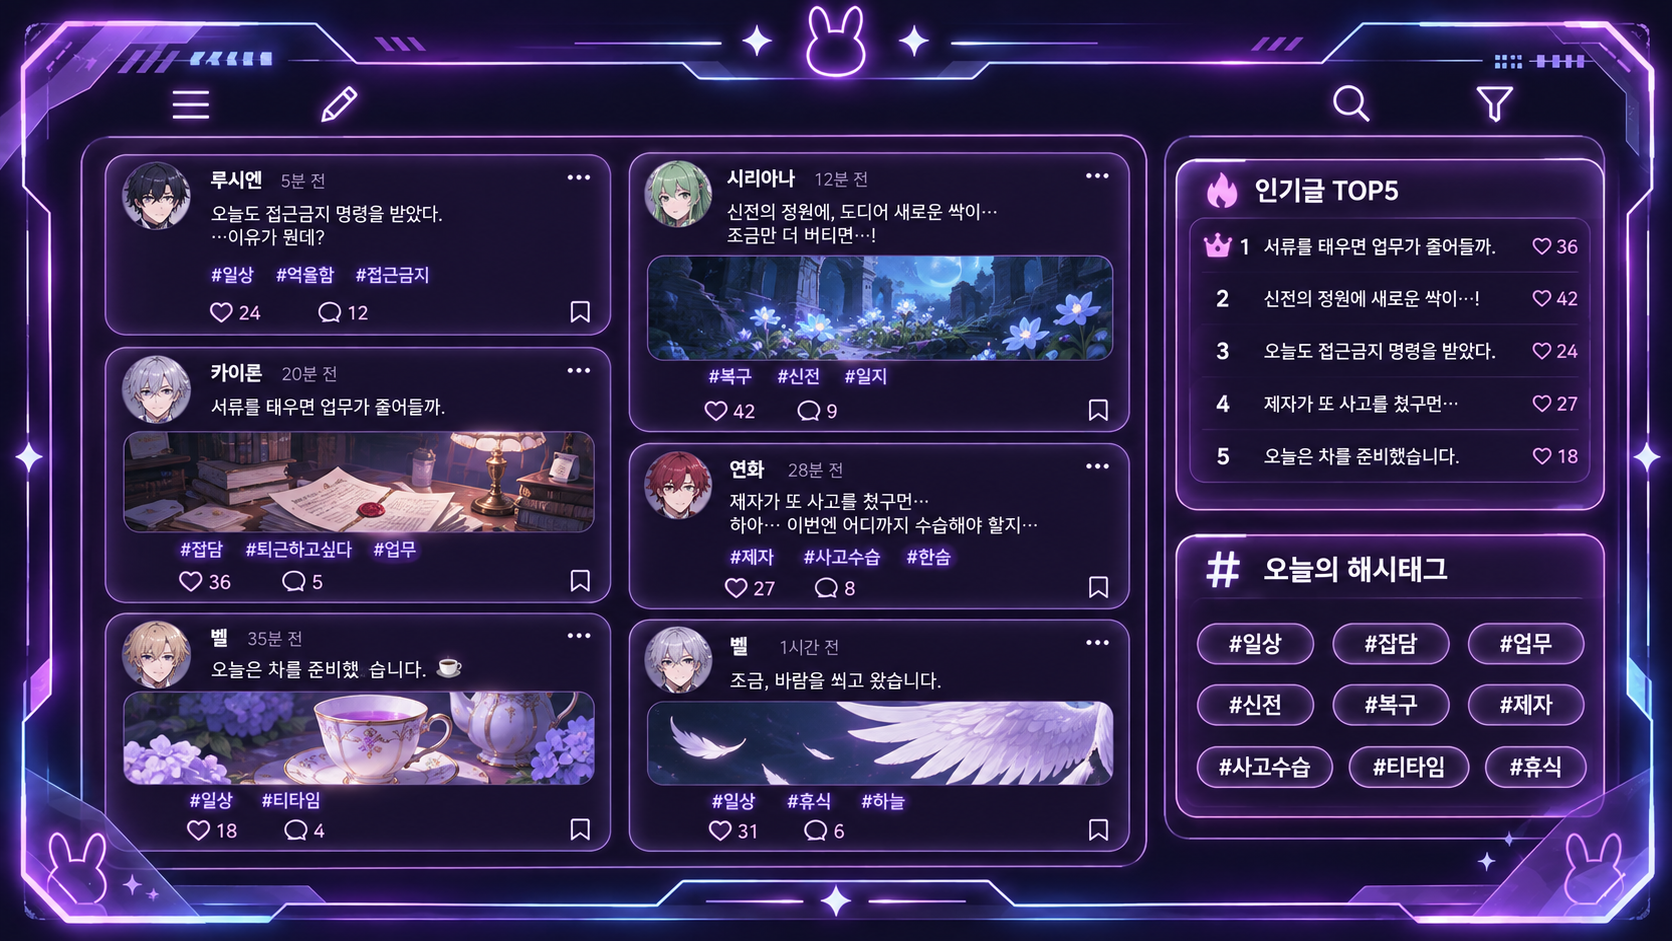 루시엔 5분 전
오늘도 접근금지 명령을 받았다.
…이유가 뭔데?
#일상 #억울함 #접근금지
24 12
카이론 20분 전
서류를 태우면 업무가 줄어들까.
#잡담 #퇴근하고싶다 #업무
36 5
벨 35분 전
오늘은 차를 준비했 습니다. ☕
#일상 #티타임
18 4
시리아나 12분 전
신전의 정원에, 도디어 새로운 싹이…
조금만 더 버티면…!
#복구 #신전 #일지
42 9
연화 28분 전
제자가 또 사고를 쳤구먼…
하아… 이번엔 어디까지 수습해야 할지…
#제자 #사고수습 #한숨
27 8
벨 1시간 전
조금, 바람을 쐬고 왔습니다.
#일상 #휴식 #하늘
31 6
인기글 TOP5
1 서류를 태우면 업무가 줄어들까. 36
2 신전의 정원에 새로운 싹이…! 42
3 오늘도 접근금지 명령을 받았다. 24
4 제자가 또 사고를 쳤구먼… 27
5 오늘은 차를 준비했습니다. 18
# 오늘의 해시태그
#일상 #잡담 #업무
#신전 #복구 #제자
#사고수습 #티타임 #휴식